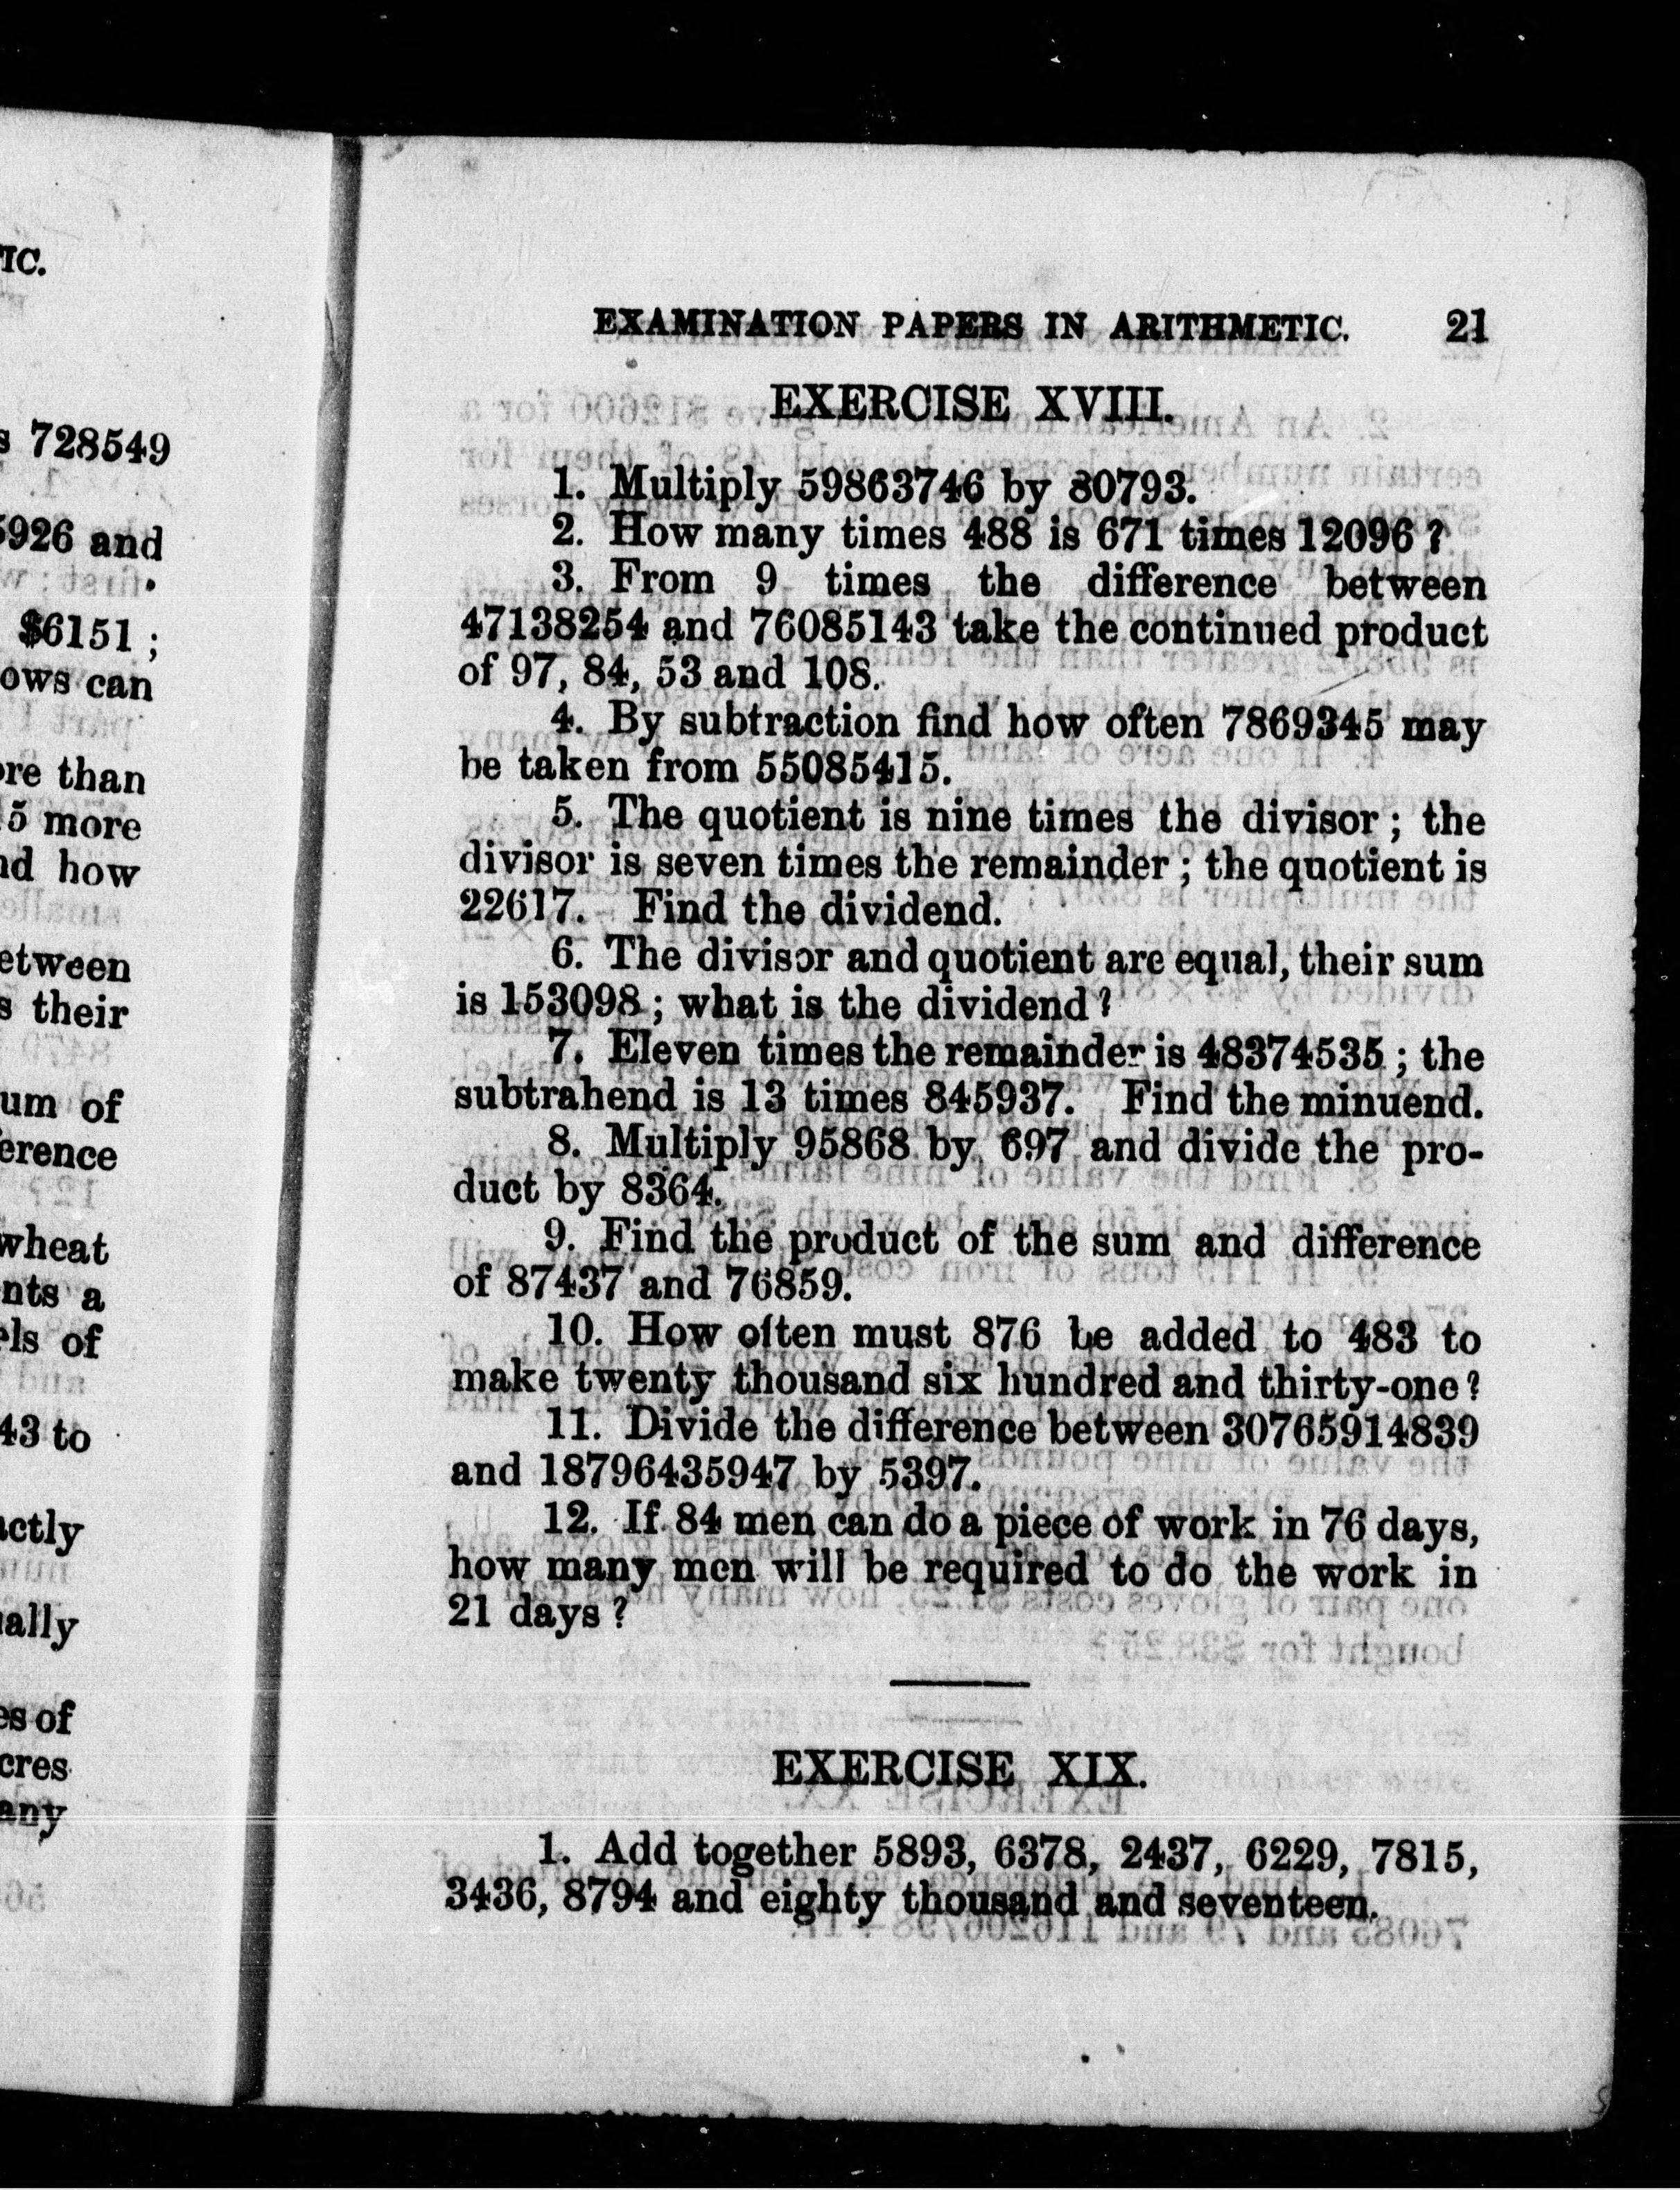 TIC.
728549
5926 and
$6151 ;
ows can
ore than
5 more
nd how
etween
s their
um of
erence
wheat
nts a
els of
43 to
actly
ally
es of
cres
any
EXAMINATION PAPERS IN ARITHMETIC. 21
EXERCISE XVIII.
1. Multiply 59863746 by 80793.
2. How many times 488 is 671 times 12096 ?
3. From 9 times the difference between
47138254 and 76085143 take the continued product
of 97, 84, 53 and 108.
4. By subtraction find how often 7869345 may
be taken from 55085415.
5. The quotient is nine times the divisor ; the
divisor is seven times the remainder ; the quotient is
22617. Find the dividend.
6. The divisor and quotient are equal, their sum
is 153098 ; what is the dividend ?
7. Eleven times the remainder is 48374535 ; the
subtrahend is 13 times 845937. Find the minuend.
8. Multiply 95868 by 697 and divide the pro-
duct by 8364.
9. Find the product of the sum and difference
of 87437 and 76859.
10. How often must 876 be added to 483 to
make twenty thousand six hundred and thirty-one ?
11. Divide the difference between 30765914839
and 18796435947 by 5397.
12. If 84 men can do a piece of work in 76 days,
how many men will be required to do the work in
21 days ?
EXERCISE XIX.
1. Add together 5893, 6378, 2437, 6229, 7815,
3436, 8794 and eighty thousand and seventeen.